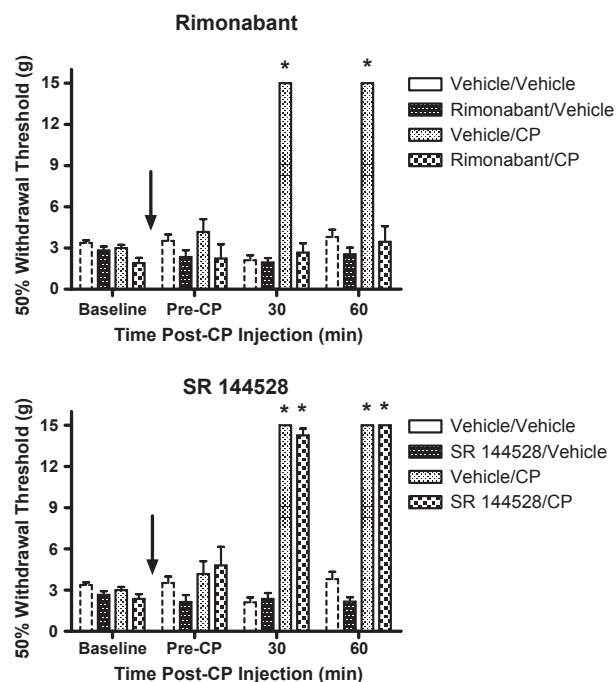 Rimonabant
50% Withdrawal Threshold (g)
15
12
9
6
3
0
* *
Baseline Pre-CP 30 60
Time Post-CP Injection (min)
Vehicle/Vehicle
Rimonabant/Vehicle
Vehicle/CP
Rimonabant/CP
SR 144528
50% Withdrawal Threshold (g)
15
12
9
6
3
0
* * * *
Baseline Pre-CP 30 60
Time Post-CP Injection (min)
Vehicle/Vehicle
SR 144528/Vehicle
Vehicle/CP
SR 144528/CP